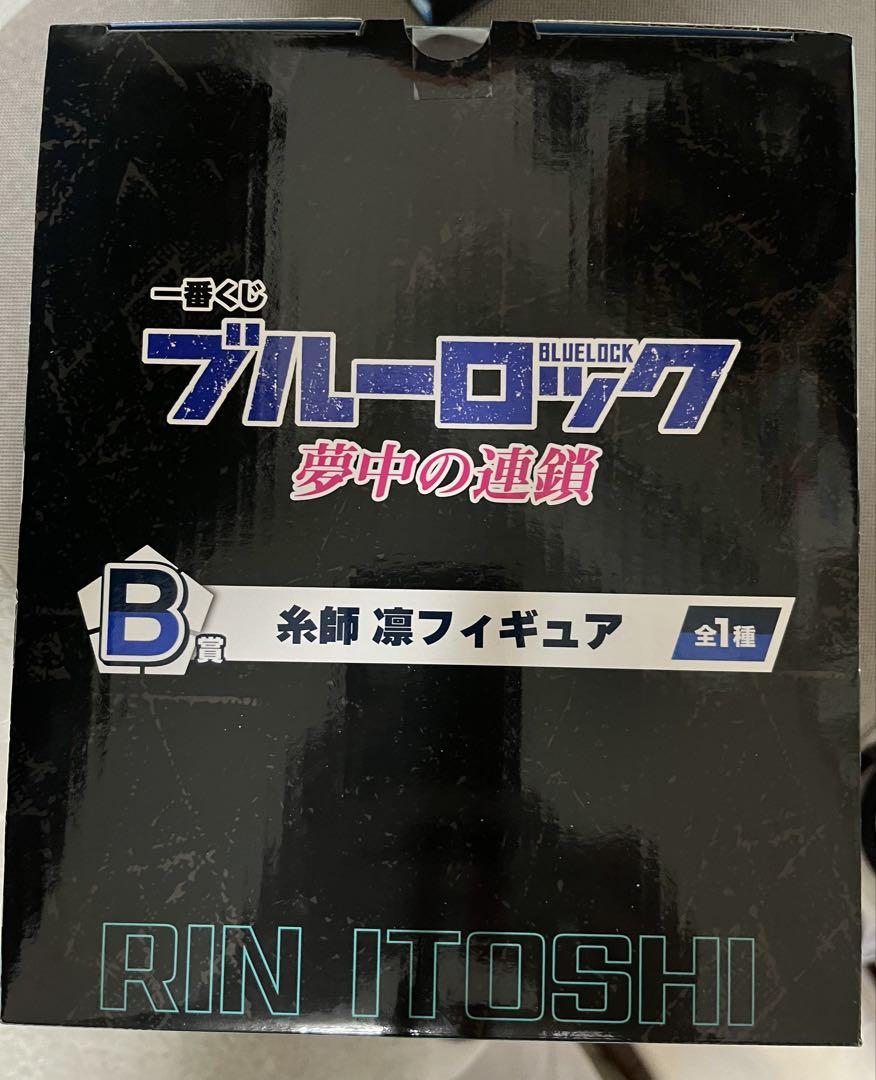 一番くじ
ブルーロック
BLUELOCK
夢中の連鎖
B賞
糸師 凛フィギュア
全1種
RIN ITOSHI